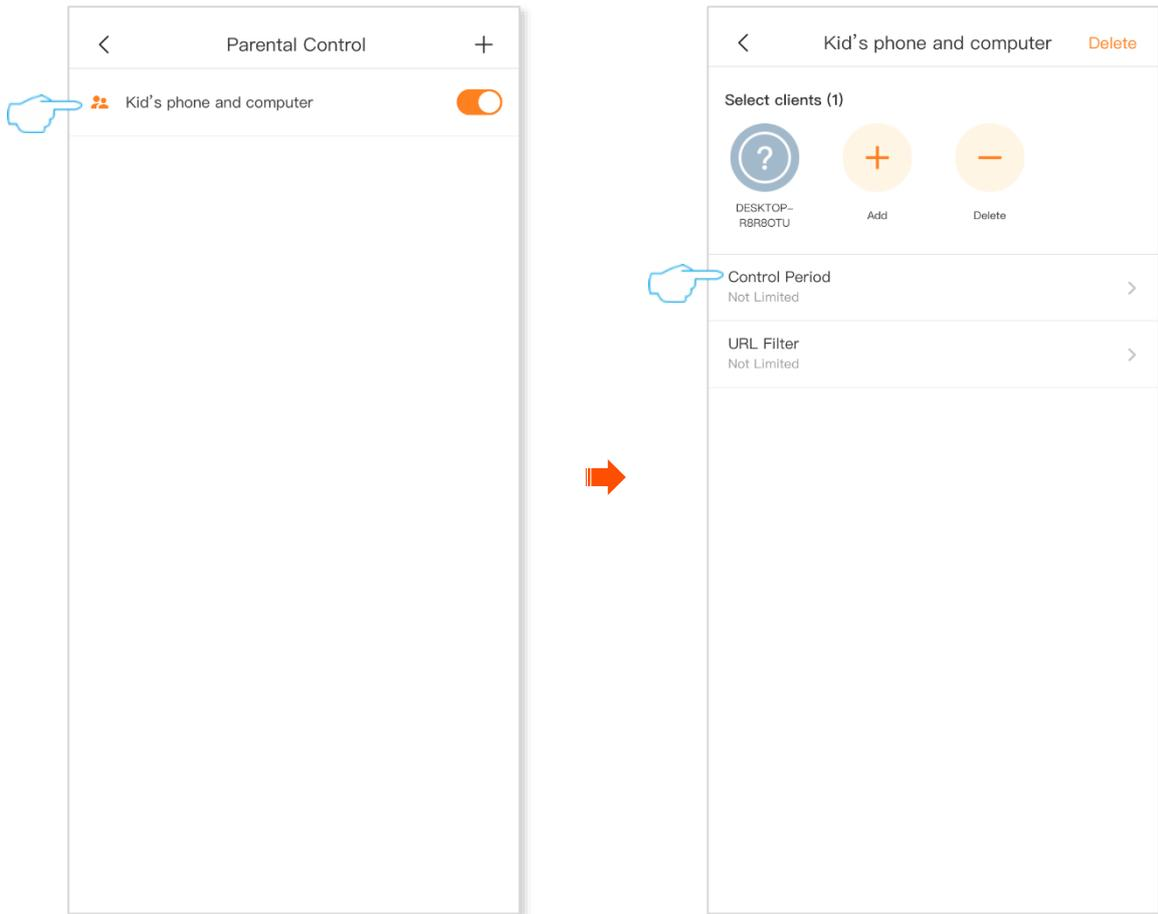 Parental Control
Kid's phone and computer
Kid's phone and computer
Delete
Select clients (1)
?
DESKTOP-
R8R8OTU
Add
Delete
Control Period
Not Limited
URL Filter
Not Limited